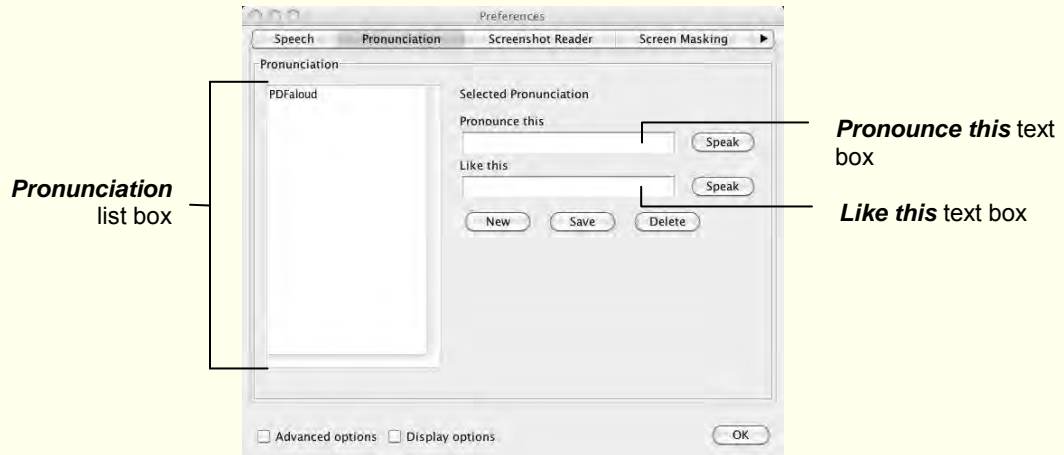 Preferences
Speech Pronunciation Screenshot Reader Screen Masking
Pronunciation
PDFaloud
Selected Pronunciation
Pronounce this
Speak
Like this
Speak
New Save Delete
Advanced options Display options OK
Pronunciation
list box
Pronounce this text
box
Like this text box